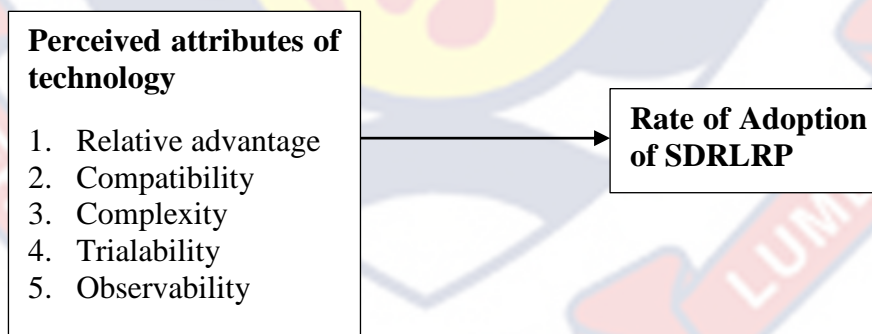 Perceived attributes of
technology
1. Relative advantage
2. Compatibility
3. Complexity
4. Trialability
5. Observability
Rate of Adoption
of SDRLRP
LUM